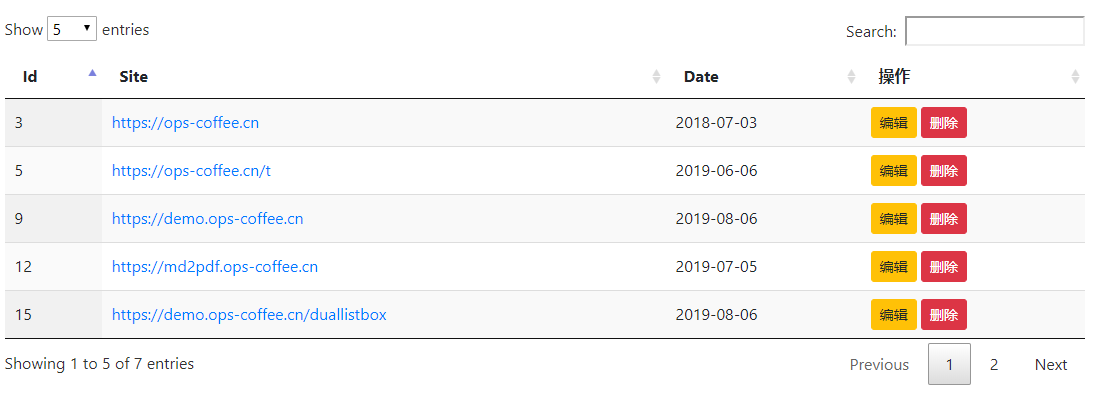 Show 5 entries Search:
Id Site Date 操作
3 https://ops-coffee.cn 2018-07-03 编辑 删除
5 https://ops-coffee.cn/t 2019-06-06 编辑 删除
9 https://demo.ops-coffee.cn 2019-08-06 编辑 删除
12 https://md2pdf.ops-coffee.cn 2019-07-05 编辑 删除
15 https://demo.ops-coffee.cn/duallistbox 2019-08-06 编辑 删除
Showing 1 to 5 of 7 entries Previous 1 2 Next